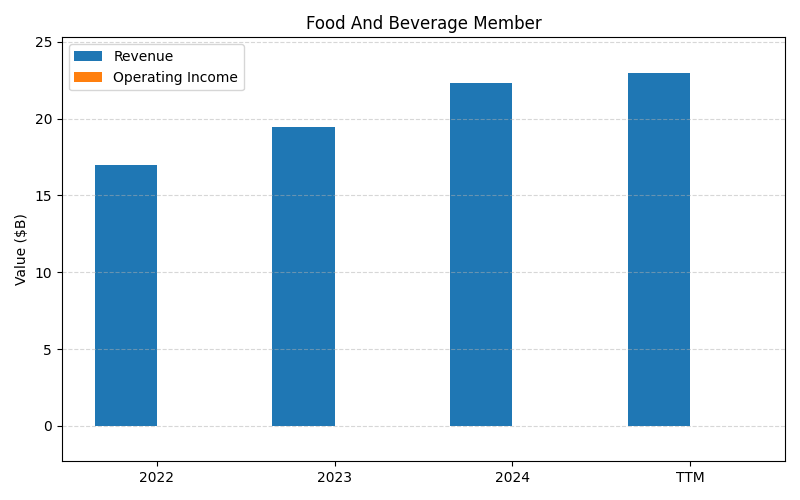 Food And Beverage Member
Revenue
Operating Income
Value ($B)
25
20
15
10
5
0
2022
2023
2024
TTM